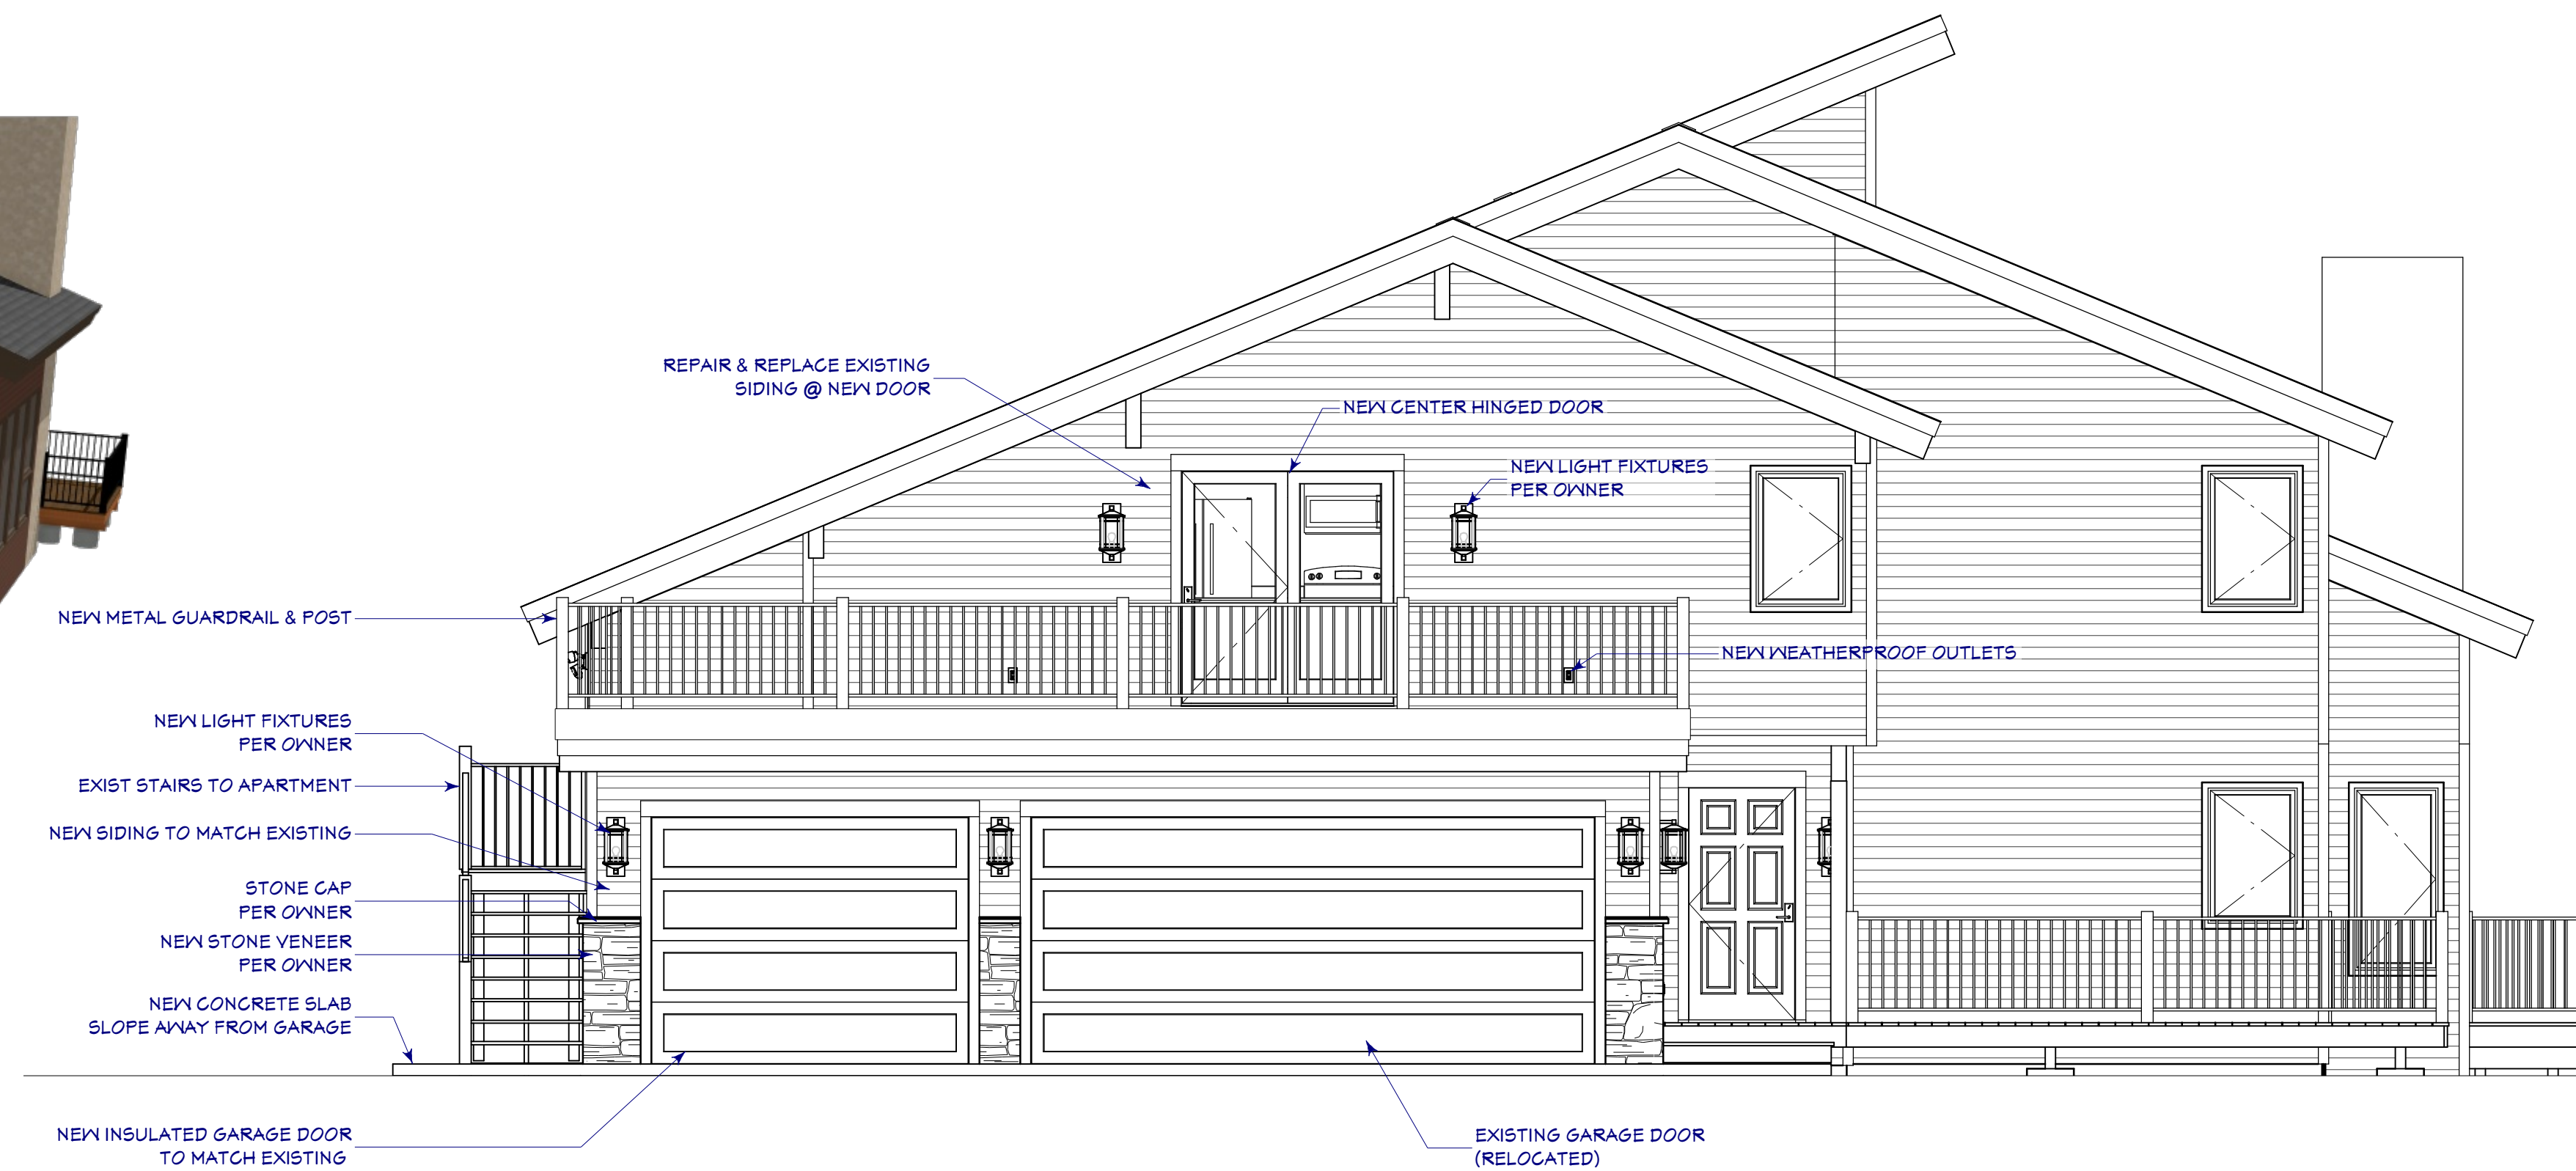 REPAIR & REPLACE EXISTING
SIDING @ NEW DOOR
NEW CENTER HINGED DOOR
NEW LIGHT FIXTURES
PER OWNER
NEW METAL GUARDRAIL & POST
NEW WEATHERPROOF OUTLETS
NEW LIGHT FIXTURES
PER OWNER
EXIST STAIRS TO APARTMENT
NEW SIDING TO MATCH EXISTING
STONE CAP
PER OWNER
NEW STONE VENEER
PER OWNER
NEW CONCRETE SLAB
SLOPE AWAY FROM GARAGE
NEW INSULATED GARAGE DOOR
TO MATCH EXISTING
EXISTING GARAGE DOOR
(RELOCATED)